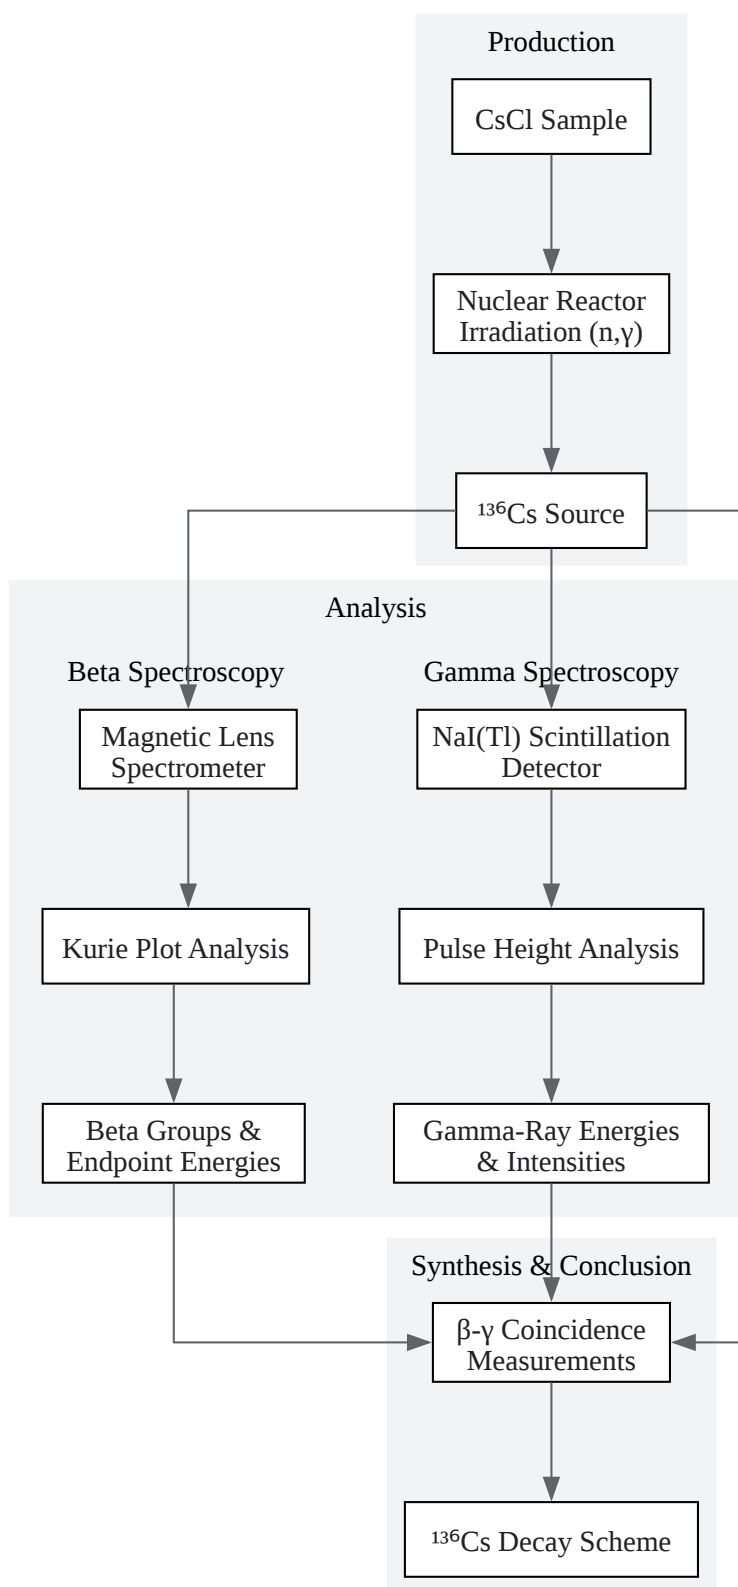 Production
CsCl Sample
Nuclear Reactor
Irradiation (n,γ)
¹³⁶Cs Source
Analysis
Beta Spectroscopy
Gamma Spectroscopy
Magnetic Lens
Spectrometer
NaI(Tl) Scintillation
Detector
Kurie Plot Analysis
Pulse Height Analysis
Beta Groups &
Endpoint Energies
Gamma-Ray Energies
& Intensities
Synthesis & Conclusion
β-γ Coincidence
Measurements
¹³⁶Cs Decay Scheme